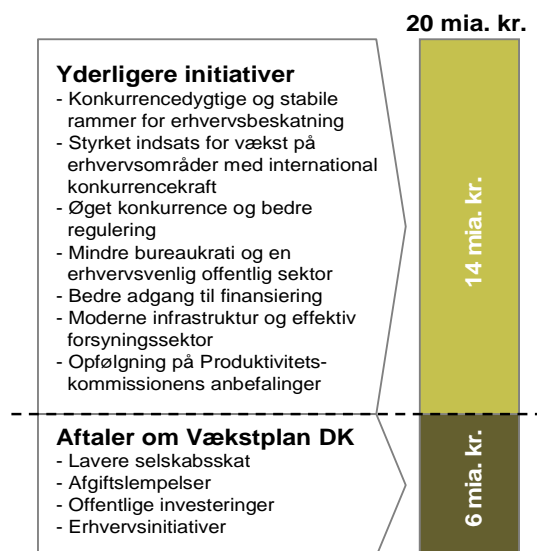 20 mia. kr.
Yderligere initiativer
- Konkurrencedygtige og stabile
rammer for erhvervsbeskatning
- Styrket indsats for vækst på
erhvervsområder med international
konkurrencekraft
- Øget konkurrence og bedre
regulering
- Mindre bureaukrati og en
erhvervsvenlig offentlig sektor
- Bedre adgang til finansiering
- Moderne infrastruktur og effektiv
forsyningssektor
- Opfølgning på Produktivitets-
kommissionens anbefalinger
14 mia. kr.
Aftaler om Vækstplan DK
- Lavere selskabsskat
- Afgiftslempelser
- Offentlige investeringer
- Erhvervsinitiativer
6 mia. kr.